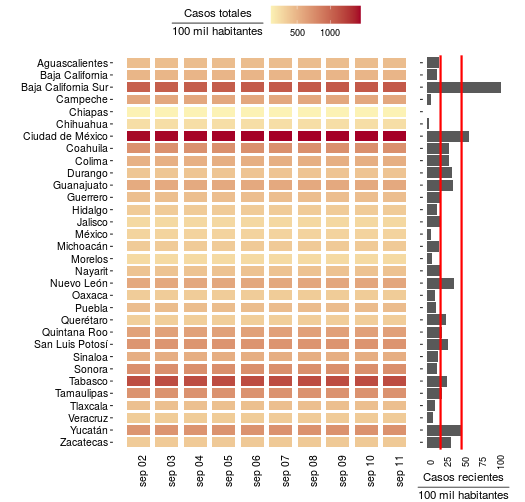 Casos totales
100 mil habitantes
500 1000
Aguascalientes
Baja California
Baja California Sur
Campeche
Chiapas
Chihuahua
Ciudad de México
Coahuila
Colima
Durango
Guanajuato
Guerrero
Hidalgo
Jalisco
México
Michoacán
Morelos
Nayarit
Nuevo León
Oaxaca
Puebla
Querétaro
Quintana Roo
San Luis Potosí
Sinaloa
Sonora
Tabasco
Tamaulipas
Tlaxcala
Veracruz
Yucatán
Zacatecas
sep 02 sep 03 sep 04 sep 05 sep 06 sep 07 sep 08 sep 09 sep 10 sep 11
0 25 50 75 100
Casos recientes
100 mil habitantes